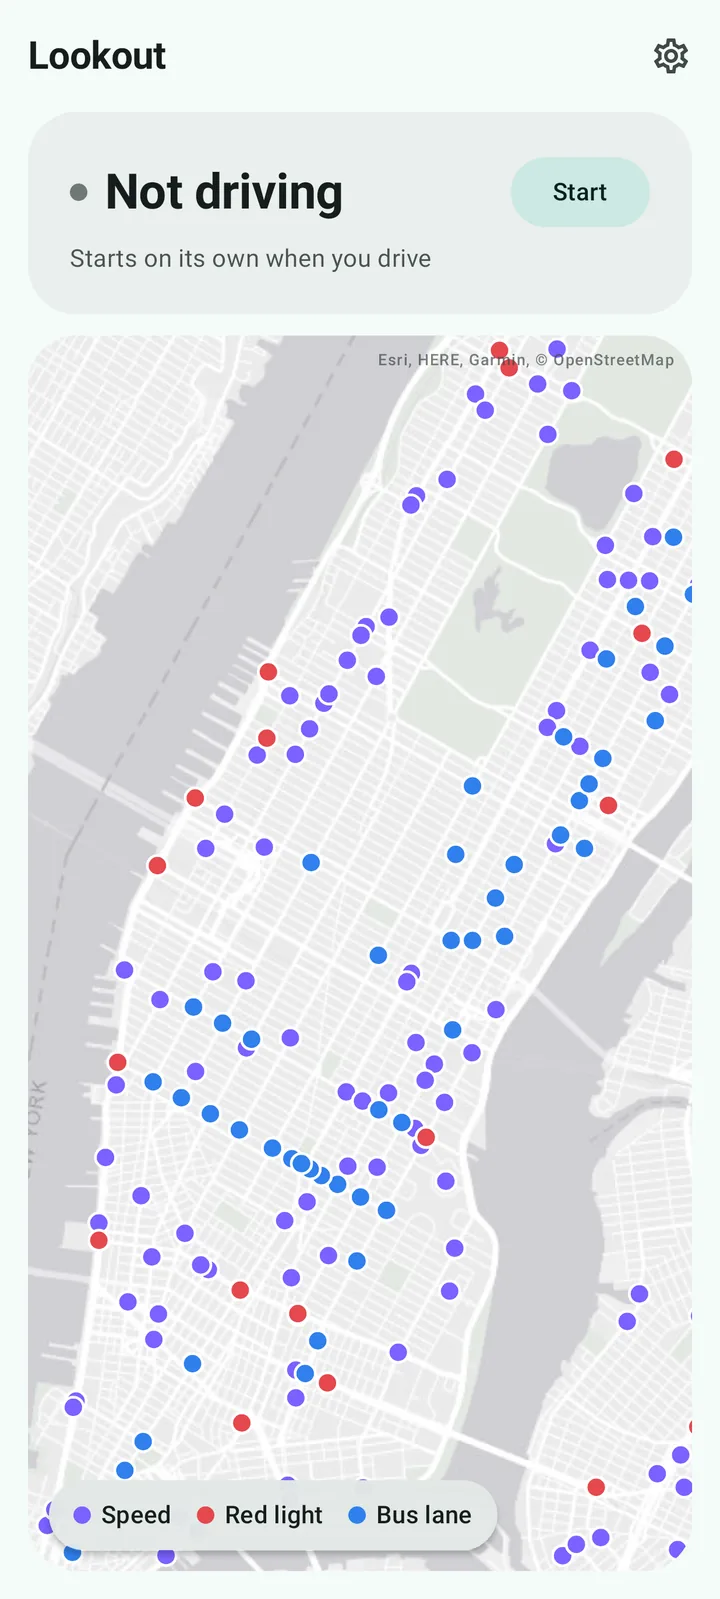 Lookout
Not driving
Start
Starts on its own when you drive
Esri, HERE, Garmin, © OpenStreetMap
YORK
Speed
Red light
Bus lane